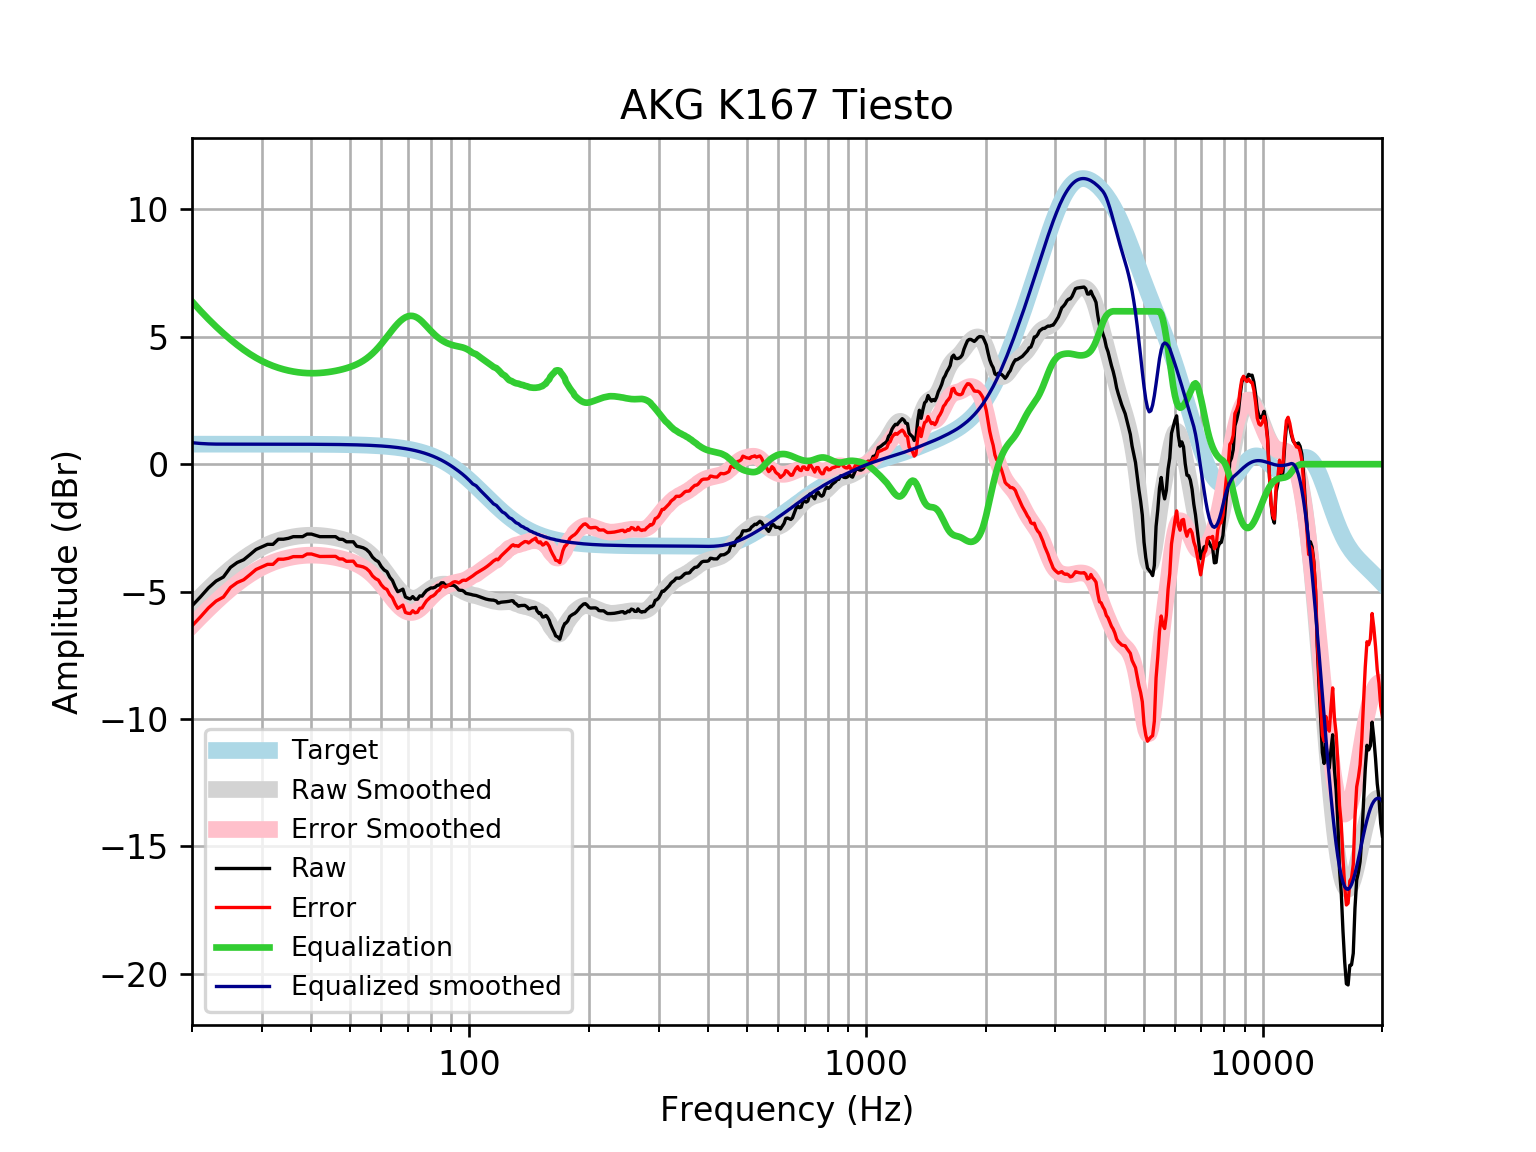 AKG K167 Tiesto
Amplitude (dBr)
10
5
0
−5
−10
−15
−20
Target
Raw Smoothed
Error Smoothed
Raw
Error
Equalization
Equalized smoothed
100 1000 10000
Frequency (Hz)